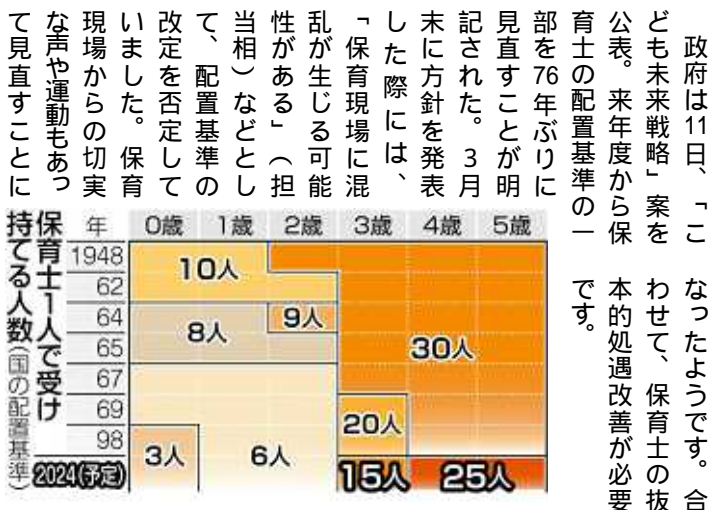 政府は11日、「こ
ども未来戦略」案を
公表。来年度から保
育士の配置基準の一
部を76年ぶりに
見直すことが明
記された。3月
末に方針を発表
した際には、
「保育現場に混
乱が生じる可能
性がある」(担
当相)などとし
て、配置基準の
改定を否定して
いました。保育
現場からの切実
な声や運動もあっ
て見直すことに
なったようです。合
わせて、保育士の抜
本的処遇改善が必要
です。
保育士1人で受け
持てる人数(国の配置基準)
年 0歳 1歳 2歳 3歳 4歳 5歳
1948
62
64
65
67
69
98
2024(予定)
10人
8人
9人
30人
20人
3人
6人
15人
25人